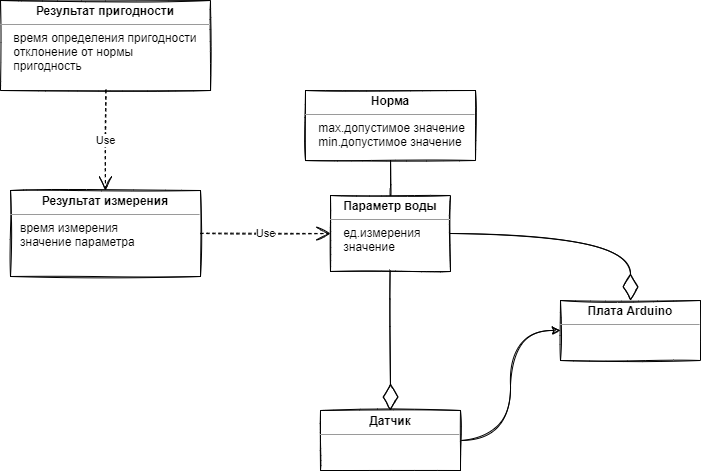 Результат пригодности
время определения пригодности
отклонение от нормы
пригодность
Use
Норма
max.допустимое значение
min.допустимое значение
Результат измерения
время измерения
значение параметра
Use
Параметр воды
ед.измерения
значение
Плата Arduino
Датчик